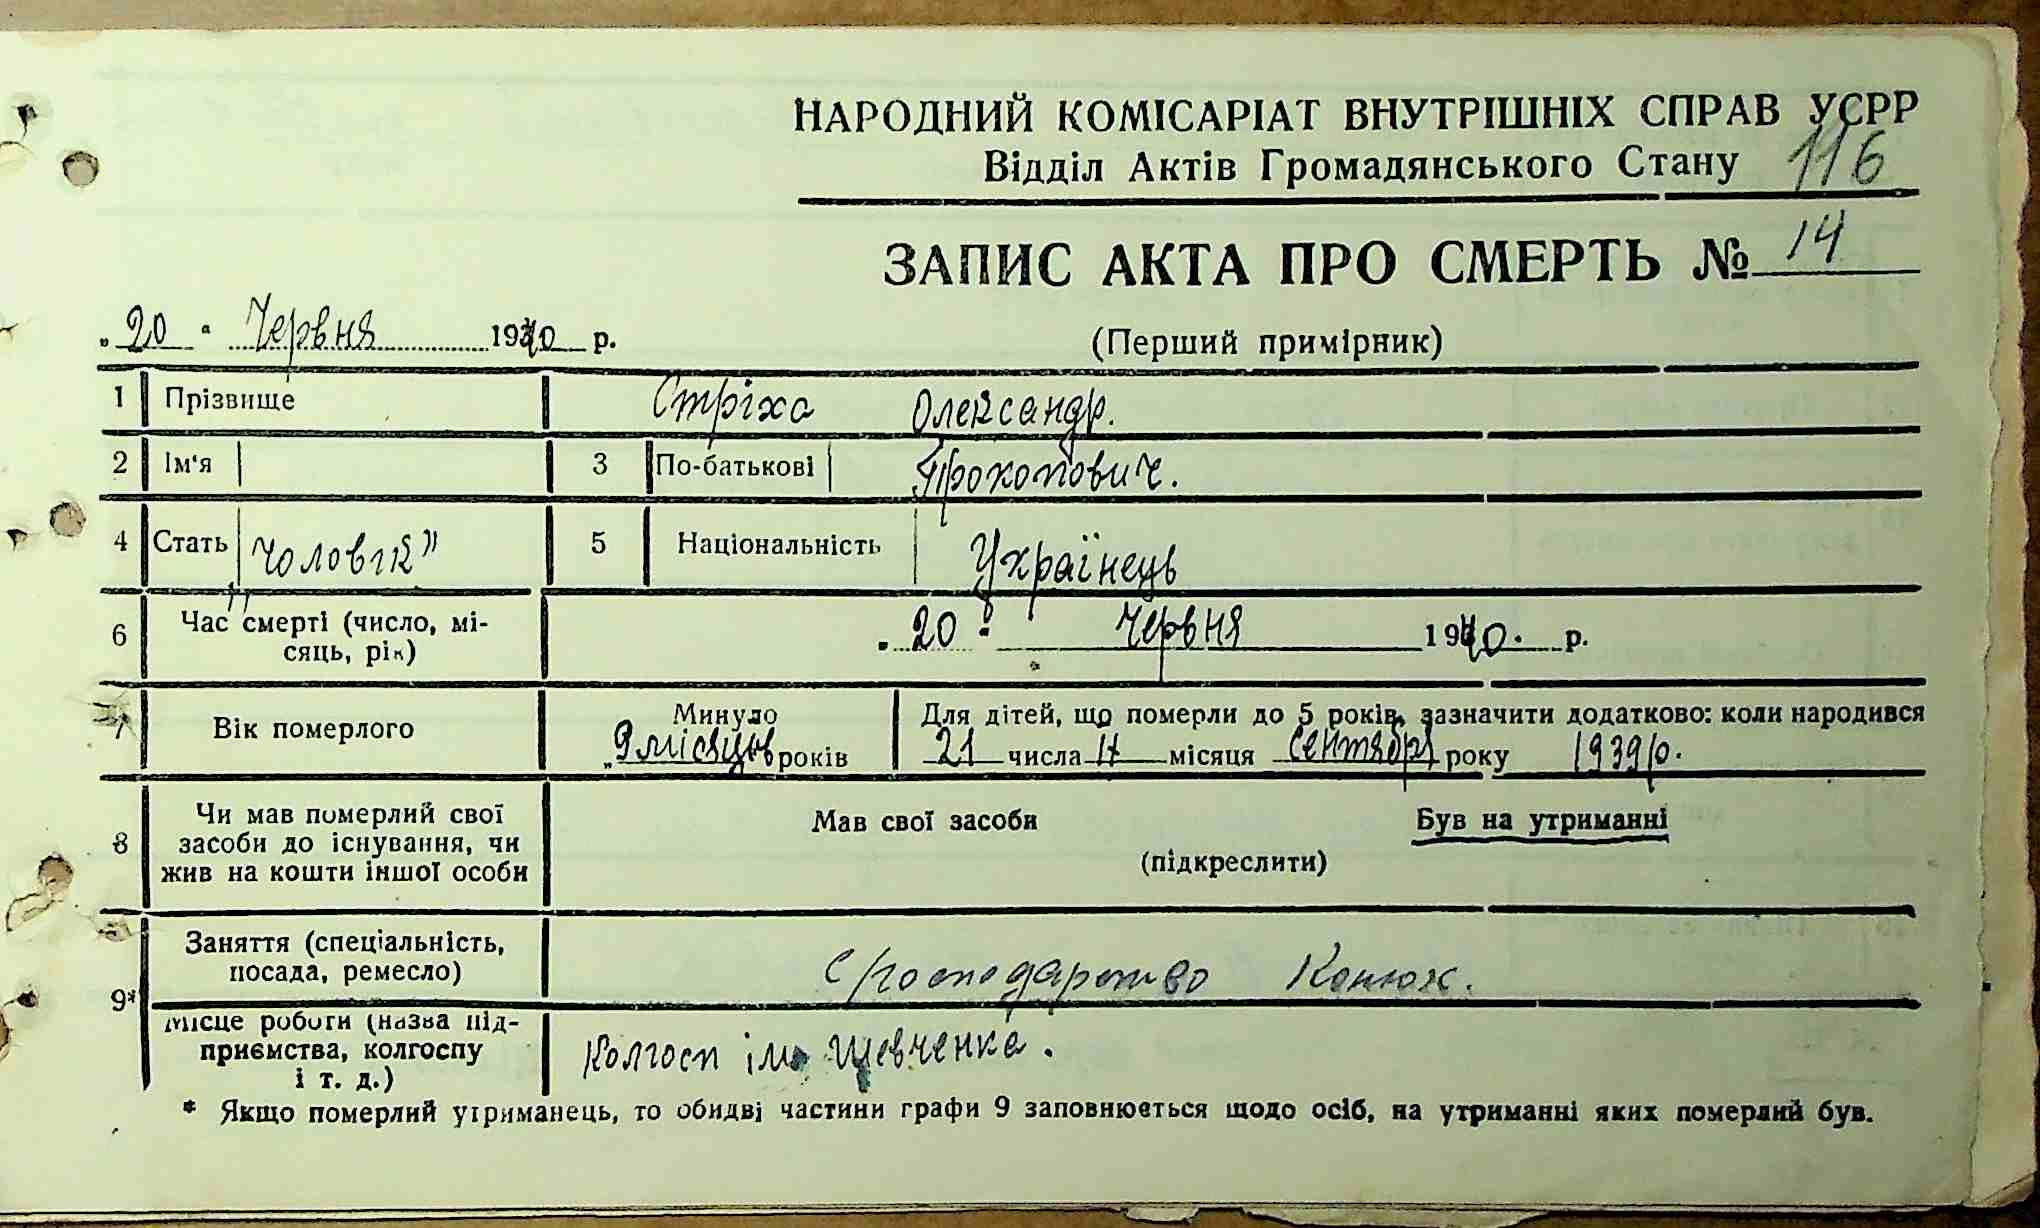 НАРОДНИЙ КОМІСАРІАТ ВНУТРІШНІХ СПРАВ УСРР
Відділ Актів Громадянського Стану 116
ЗАПИС АКТА ПРО СМЕРТЬ № 14
„20" Червня 1940 р.
(Перший примірник)
1 Прізвище Стріха Олександр.
2 Ім'я 3 По-батькові Прокопович.
4 Стать „чоловік" 5 Національність Українець
6 Час смерті (число, мі-
сяць, рік) „20" Червня 1940. р.
7 Вік померлого Минуло Для дітей, що померли до 5 років, зазначити додатково: коли народився
„9 місяців років 21 числа місяця сентября року 1939 р.
8 Чи мав померлий свої
засоби до існування, чи
жив на кошти іншої особи
Мав свої засоби Був на утриманні
(підкреслити)
9* Заняття (спеціальність,
посада, ремесло) С/господарство Конюх.
Місце роботи (назва під-
приємства, колгоспу
і т. д.) Колгосп ім. Шевченка.
* Якщо померлий утриманець, то обидві частини графи 9 заповнюється щодо осіб, на утриманні яких померлий був.